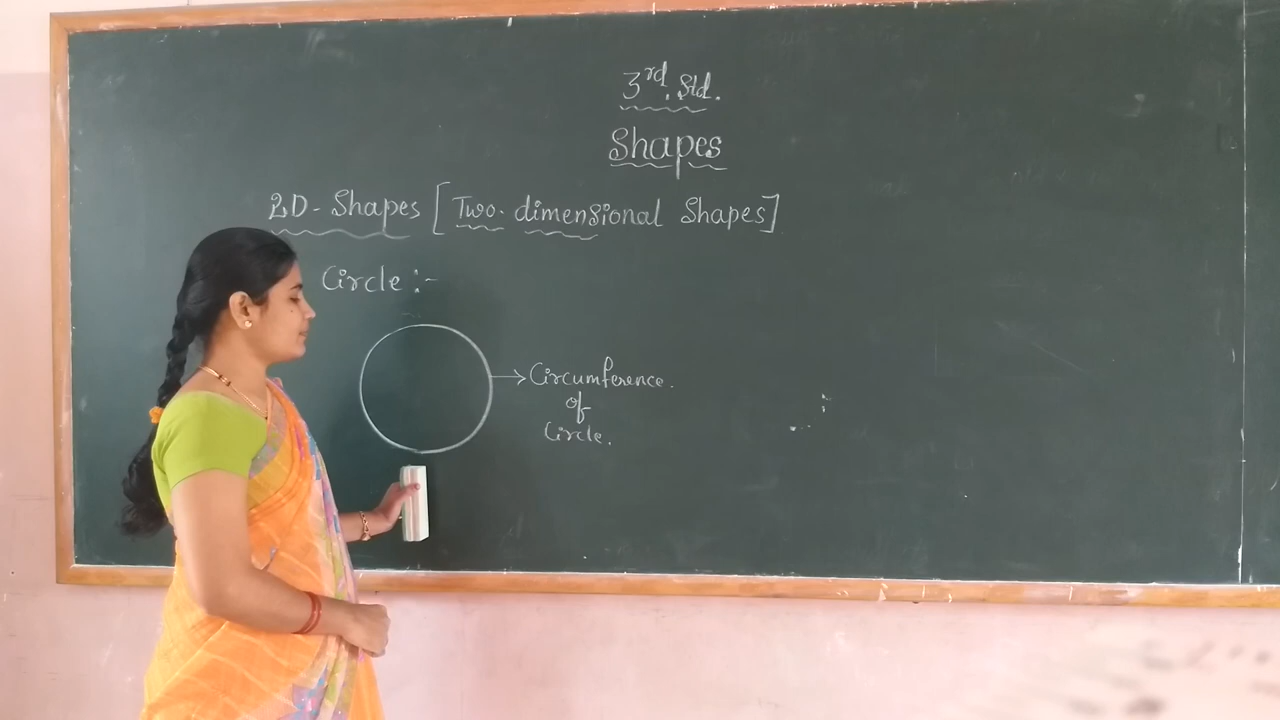 3rd. Std.
Shapes
2D- Shapes [Two. dimensional Shapes]
Circle :-
Circumference.
of
Circle.